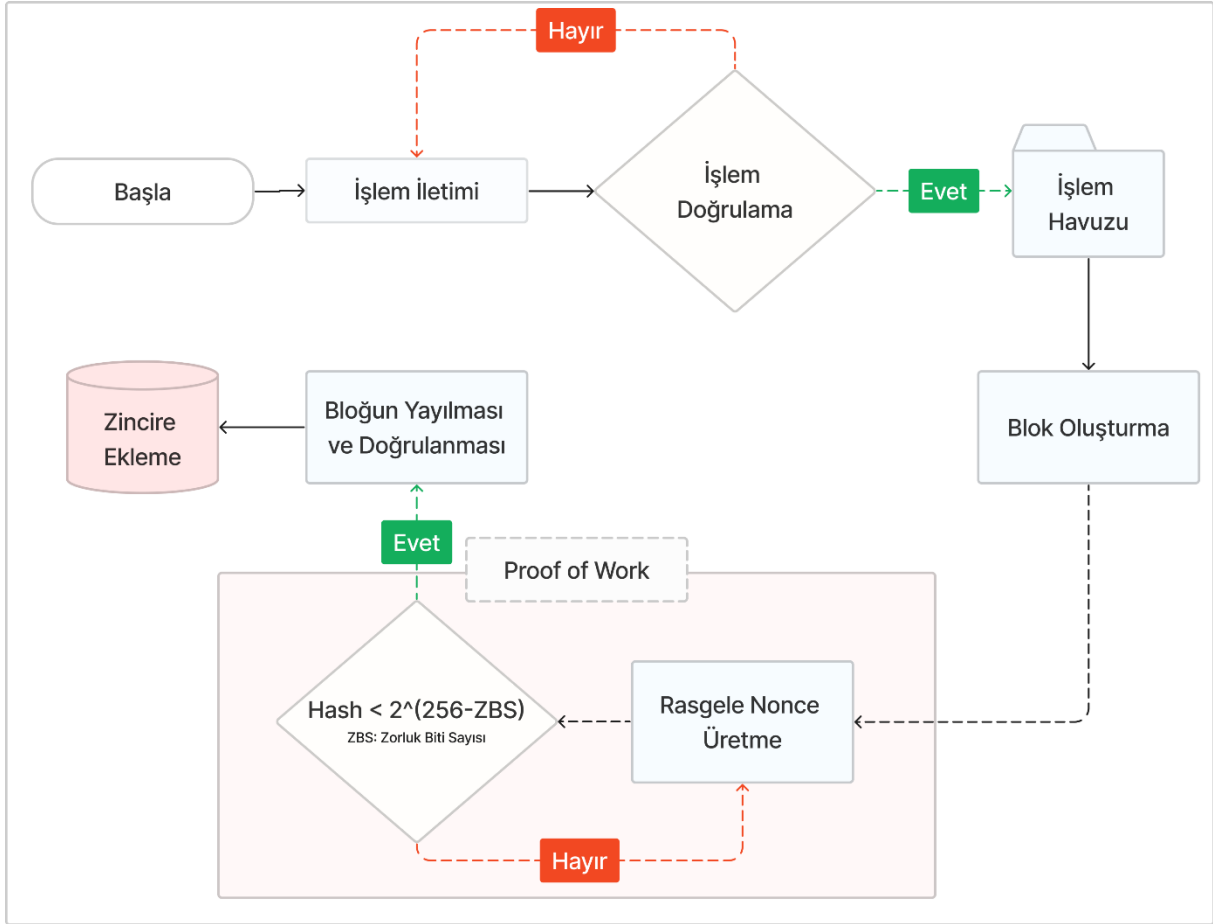 Hayır
Başla
İşlem İletimi
İşlem
Doğrulama
Evet
İşlem
Havuzu
Zincire
Ekleme
Bloğun Yayılması
ve Doğrulanması
Blok Oluşturma
Evet
Proof of Work
Hash < 2^(256-ZBS)
ZBS: Zorluk Biti Sayısı
Rasgele Nonce
Üretme
Hayır